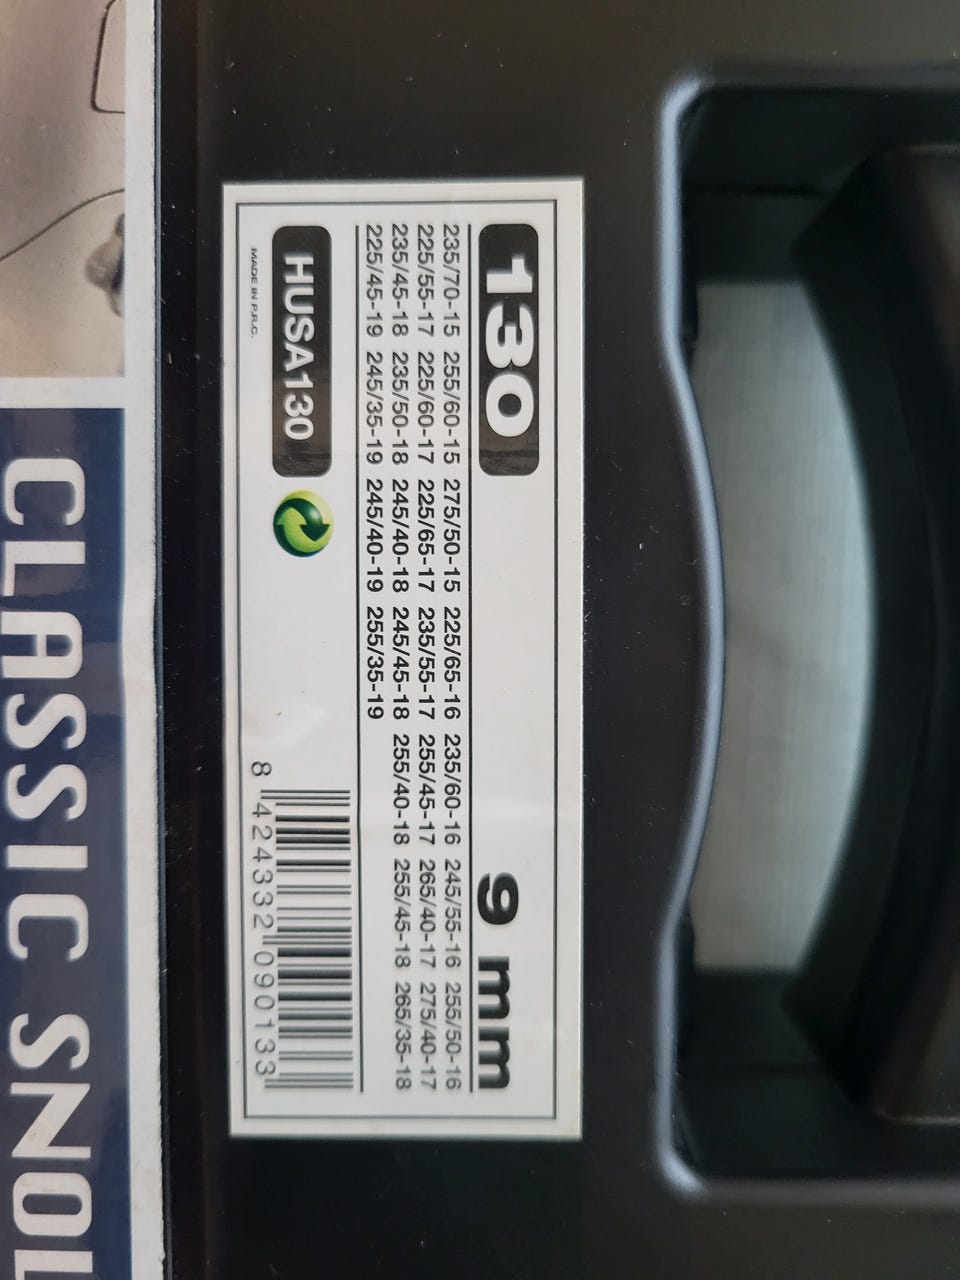 130 9 mm
235/70-15 255/60-15 275/50-15 225/65-16 235/60-16 245/55-16 255/50-16
225/55-17 225/60-17 225/65-17 235/55-17 255/45-17 265/40-17 275/40-17
235/45-18 235/50-18 245/40-18 245/45-18 255/40-18 255/45-18 265/35-18
225/45-19 245/35-19 245/40-19 255/35-19
HUSA130
MADE IN P.R.C.
8 424332 090133
CLASSIC SNO